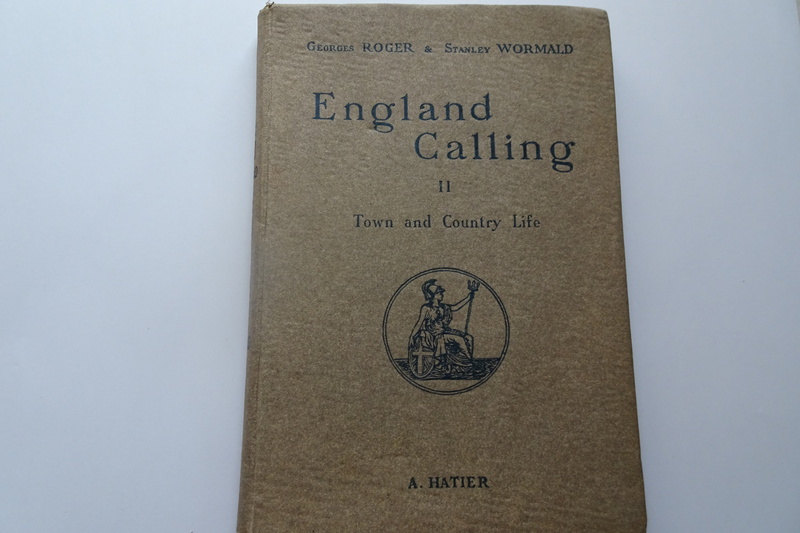 Georges ROGER & Stanley WORMALD
England
Calling
II
Town and Country Life
A. HATIER